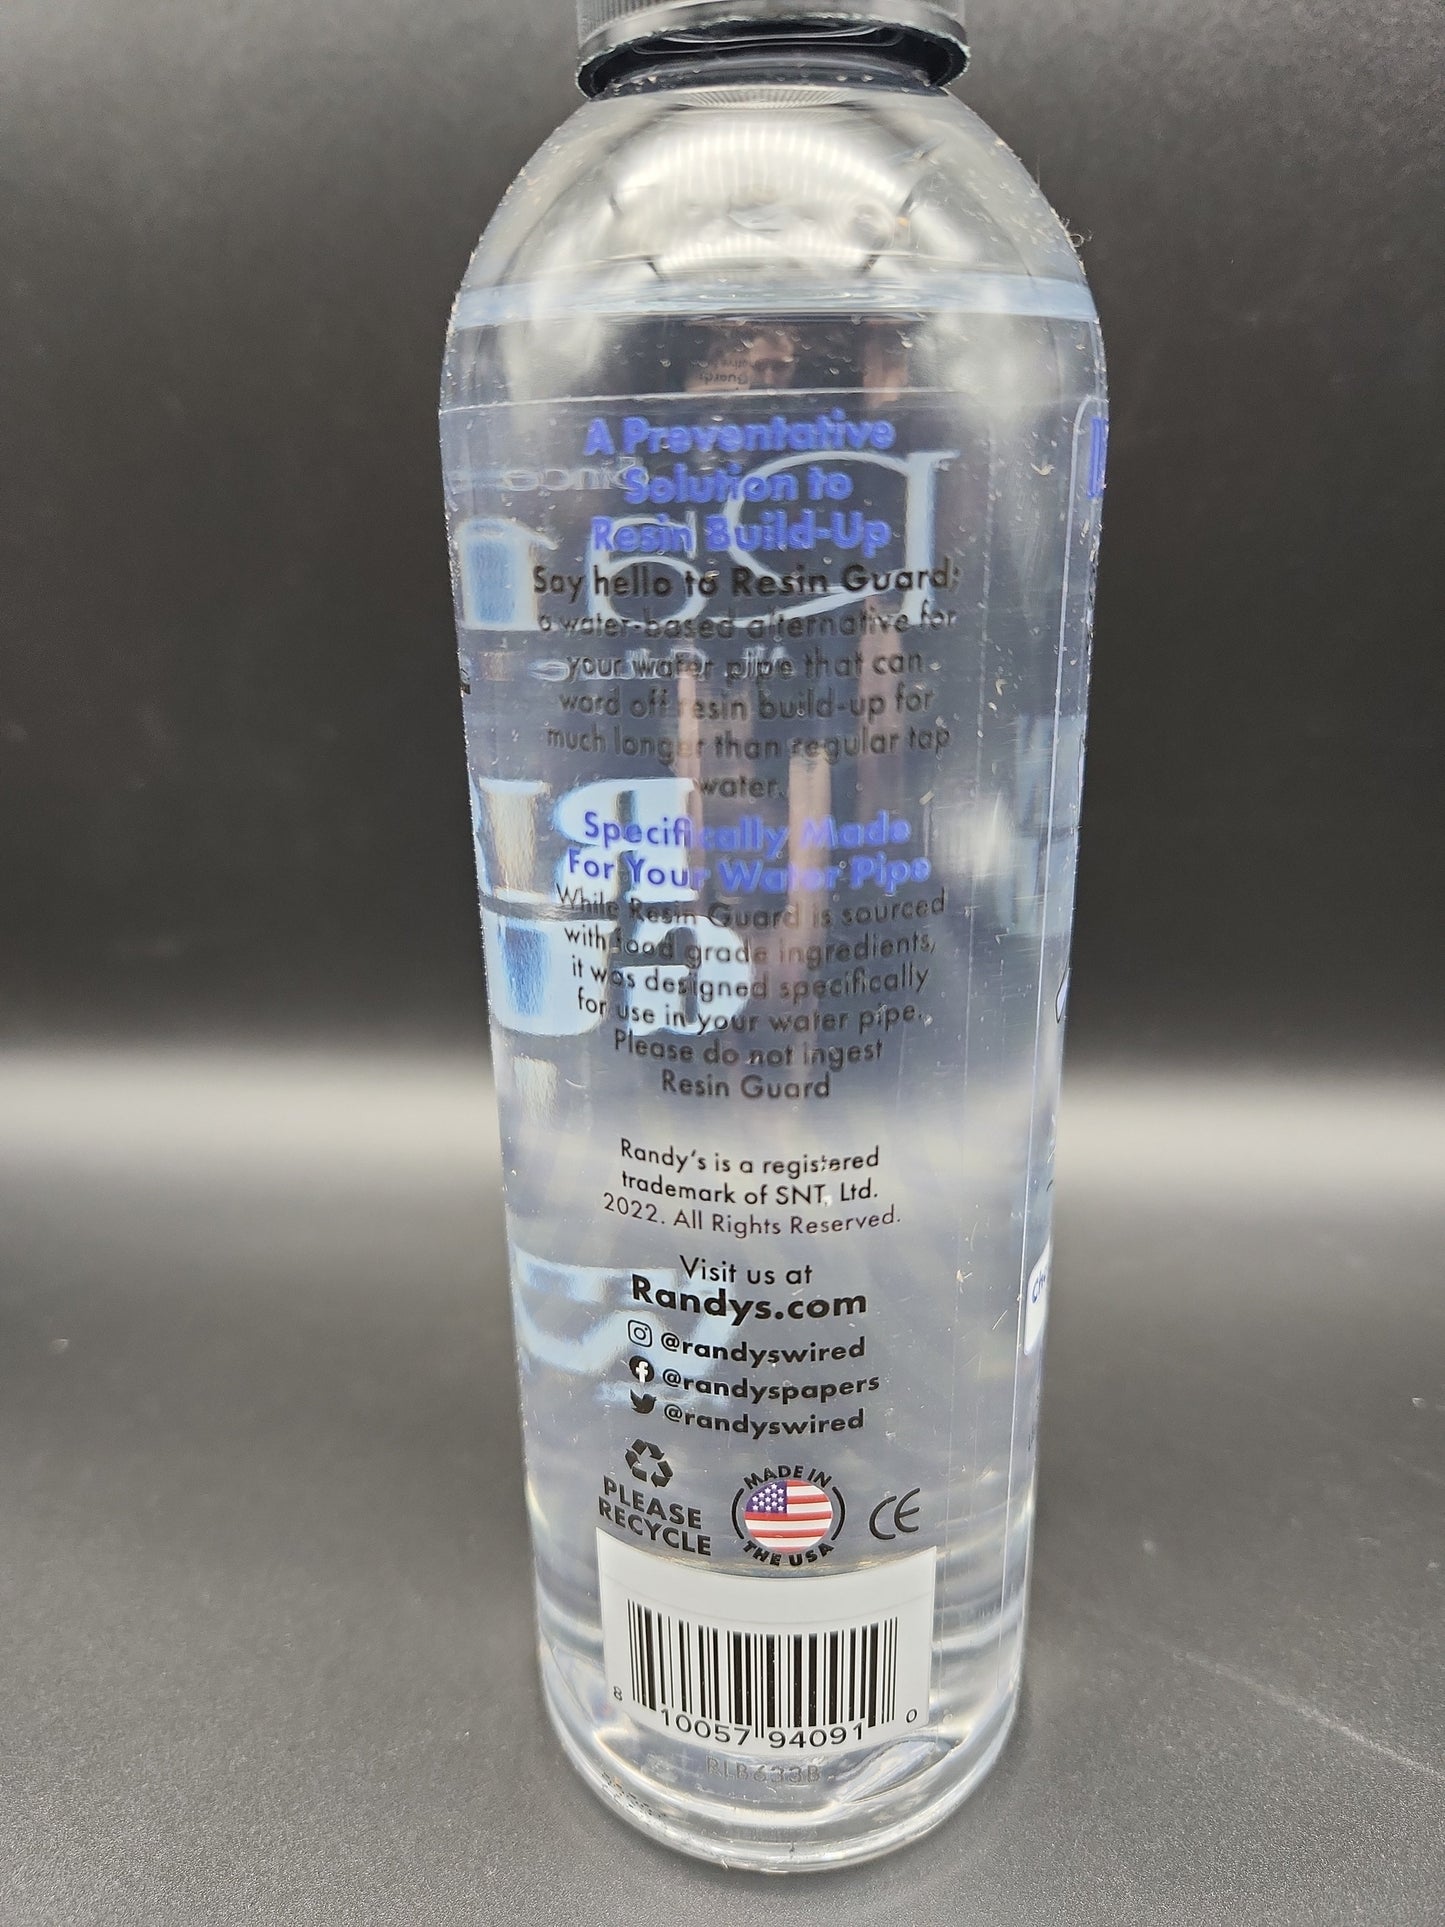 A Preventative
Solution to
Resin Build-Up
Say hello to Resin Guard;
a water-based alternative for
your water pipe that can
ward off resin build-up for
much longer than regular tap
water.
Specifically Made
For Your Water Pipe
While Resin Guard is sourced
with food grade ingredients,
it was designed specifically
for use in your water pipe.
Please do not ingest
Resin Guard
Randy's is a registered
trademark of SNT, Ltd.
2022. All Rights Reserved.
Visit us at
Randys.com
@randyswired
@randyspapers
@randyswired
PLEASE
RECYCLE
MADE IN
THE USA
CE
8 10057 94091 0
RLB633B